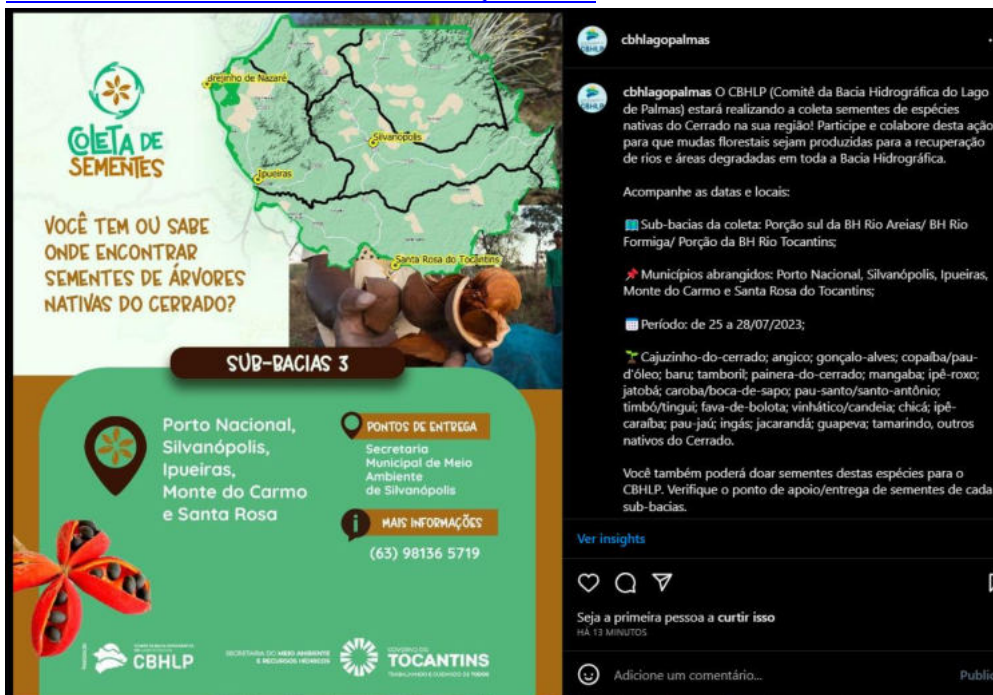 COLETA DE
SEMENTES
VOCÊ TEM OU SABE
ONDE ENCONTRAR
SEMENTES DE ÁRVORES
NATIVAS DO CERRADO?
drejinho de Nazaré
Silvanópolis
Ipueiras
Santa Rosa do Tocantins
SUB-BACIAS 3
Porto Nacional,
Silvanópolis,
Ipueiras,
Monte do Carmo
e Santa Rosa
PONTOS DE ENTREGA
Secretaria
Municipal de Meio
Ambiente
de Silvanópolis
MAIS INFORMAÇÕES
(63) 98136 5719
CBHLP
SECRETARIA DO MEIO AMBIENTE
E RECURSOS HÍDRICOS
GOVERNO DO
TOCANTINS
TRABALHANDO E CUIDANDO DE TODOS
cbhlagopalmas
cbhlagopalmas O CBHLP (Comitê da Bacia Hidrográfica do Lago
de Palmas) estará realizando a coleta sementes de espécies
nativas do Cerrado na sua região! Participe e colabore desta ação
para que mudas florestais sejam produzidas para a recuperação
de rios e áreas degradadas em toda a Bacia Hidrográfica.
Acompanhe as datas e locais:
Sub-bacias da coleta: Porção sul da BH Rio Areias/ BH Rio
Formiga/ Porção da BH Rio Tocantins;
Municípios abrangidos: Porto Nacional, Silvanópolis, Ipueiras,
Monte do Carmo e Santa Rosa do Tocantins;
Período: de 25 a 28/07/2023;
Cajuzinho-do-cerrado; angico; gonçalo-alves; copaíba/pau-
d'óleo; baru; tamboril; painera-do-cerrado; mangaba; ipê-roxo;
jatobá; caroba/boca-de-sapo; pau-santo/santo-antônio;
timbó/tingui; fava-de-bolota; vinhático/candeia; chicá; ipê-
caraíba; pau-jaú; ingás; jacarandá; guapeva; tamarindo, outros
nativos do Cerrado.
Você também poderá doar sementes destas espécies para o
CBHLP. Verifique o ponto de apoio/entrega de sementes de cada
sub-bacias.
Ver insights
Seja a primeira pessoa a curtir isso
HÁ 13 MINUTOS
Adicione um comentário...
Public